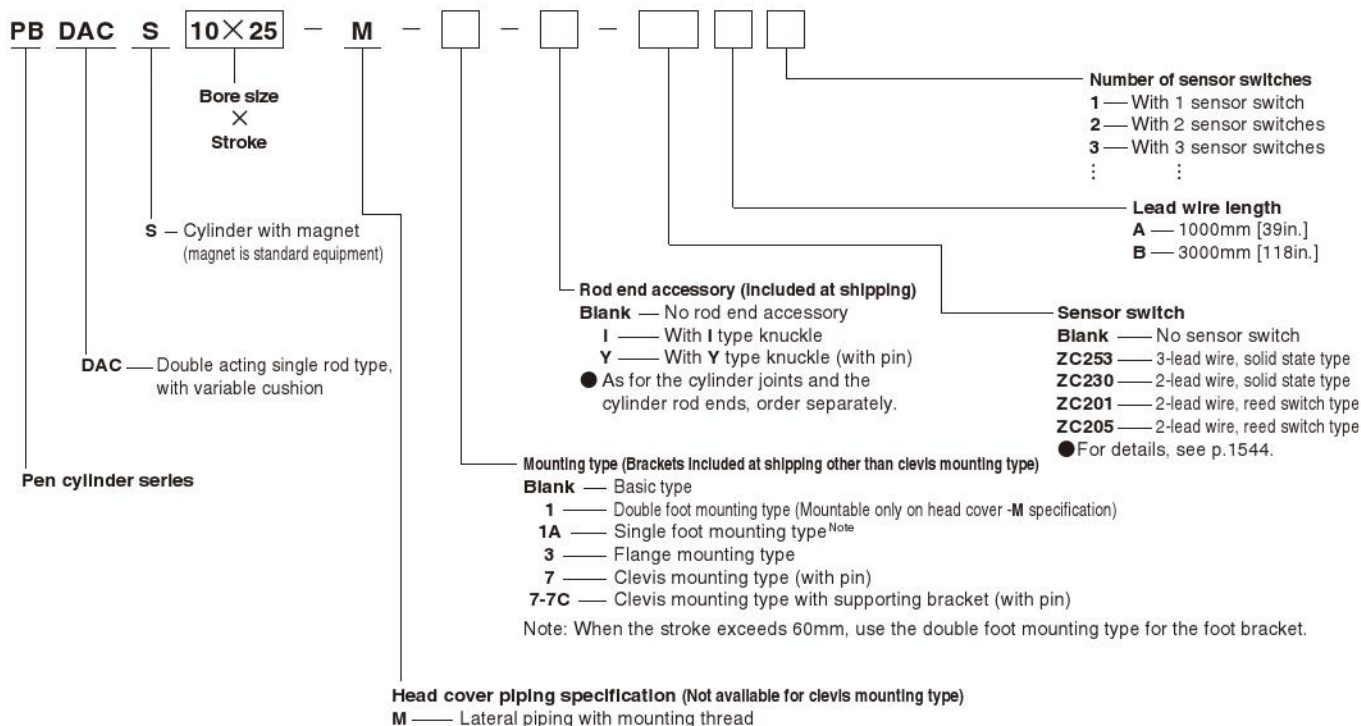 PB DAC S 10×25 – M –  –  –
Bore size
×
Stroke
Number of sensor switches
1 — With 1 sensor switch
2 — With 2 sensor switches
3 — With 3 sensor switches
⋮ ⋮
Lead wire length
A — 1000mm [39in.]
B — 3000mm [118in.]
S — Cylinder with magnet
(magnet is standard equipment)
Rod end accessory (included at shipping)
Blank — No rod end accessory
I — With I type knuckle
Y — With Y type knuckle (with pin)
● As for the cylinder joints and the
cylinder rod ends, order separately.
Sensor switch
Blank — No sensor switch
ZC253 — 3-lead wire, solid state type
ZC230 — 2-lead wire, solid state type
ZC201 — 2-lead wire, reed switch type
ZC205 — 2-lead wire, reed switch type
● For details, see p.1544.
DAC — Double acting single rod type,
with variable cushion
Pen cylinder series
Mounting type (Brackets included at shipping other than clevis mounting type)
Blank — Basic type
1 — Double foot mounting type (Mountable only on head cover -M specification)
1A — Single foot mounting type Note
3 — Flange mounting type
7 — Clevis mounting type (with pin)
7-7C — Clevis mounting type with supporting bracket (with pin)
Note: When the stroke exceeds 60mm, use the double foot mounting type for the foot bracket.
Head cover piping specification (Not available for clevis mounting type)
M — Lateral piping with mounting thread